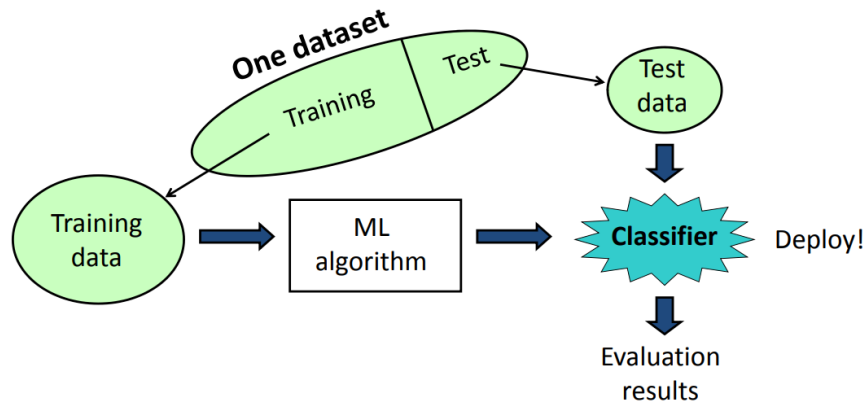 One dataset
Training
Test
Test
data
Training
data
ML
algorithm
Classifier
Deploy!
Evaluation
results